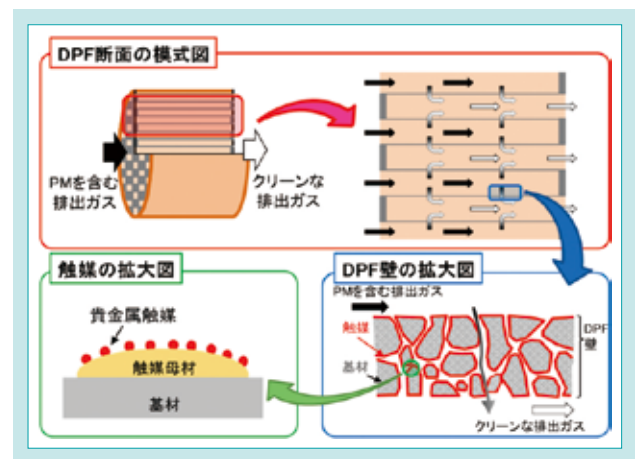 DPF断面の模式図
PMを含む
排出ガス
クリーンな
排出ガス
触媒の拡大図
貴金属触媒
触媒母材
基材
DPF壁の拡大図
PMを含む排出ガス
触媒
基材
DPF
壁
クリーンな排出ガス